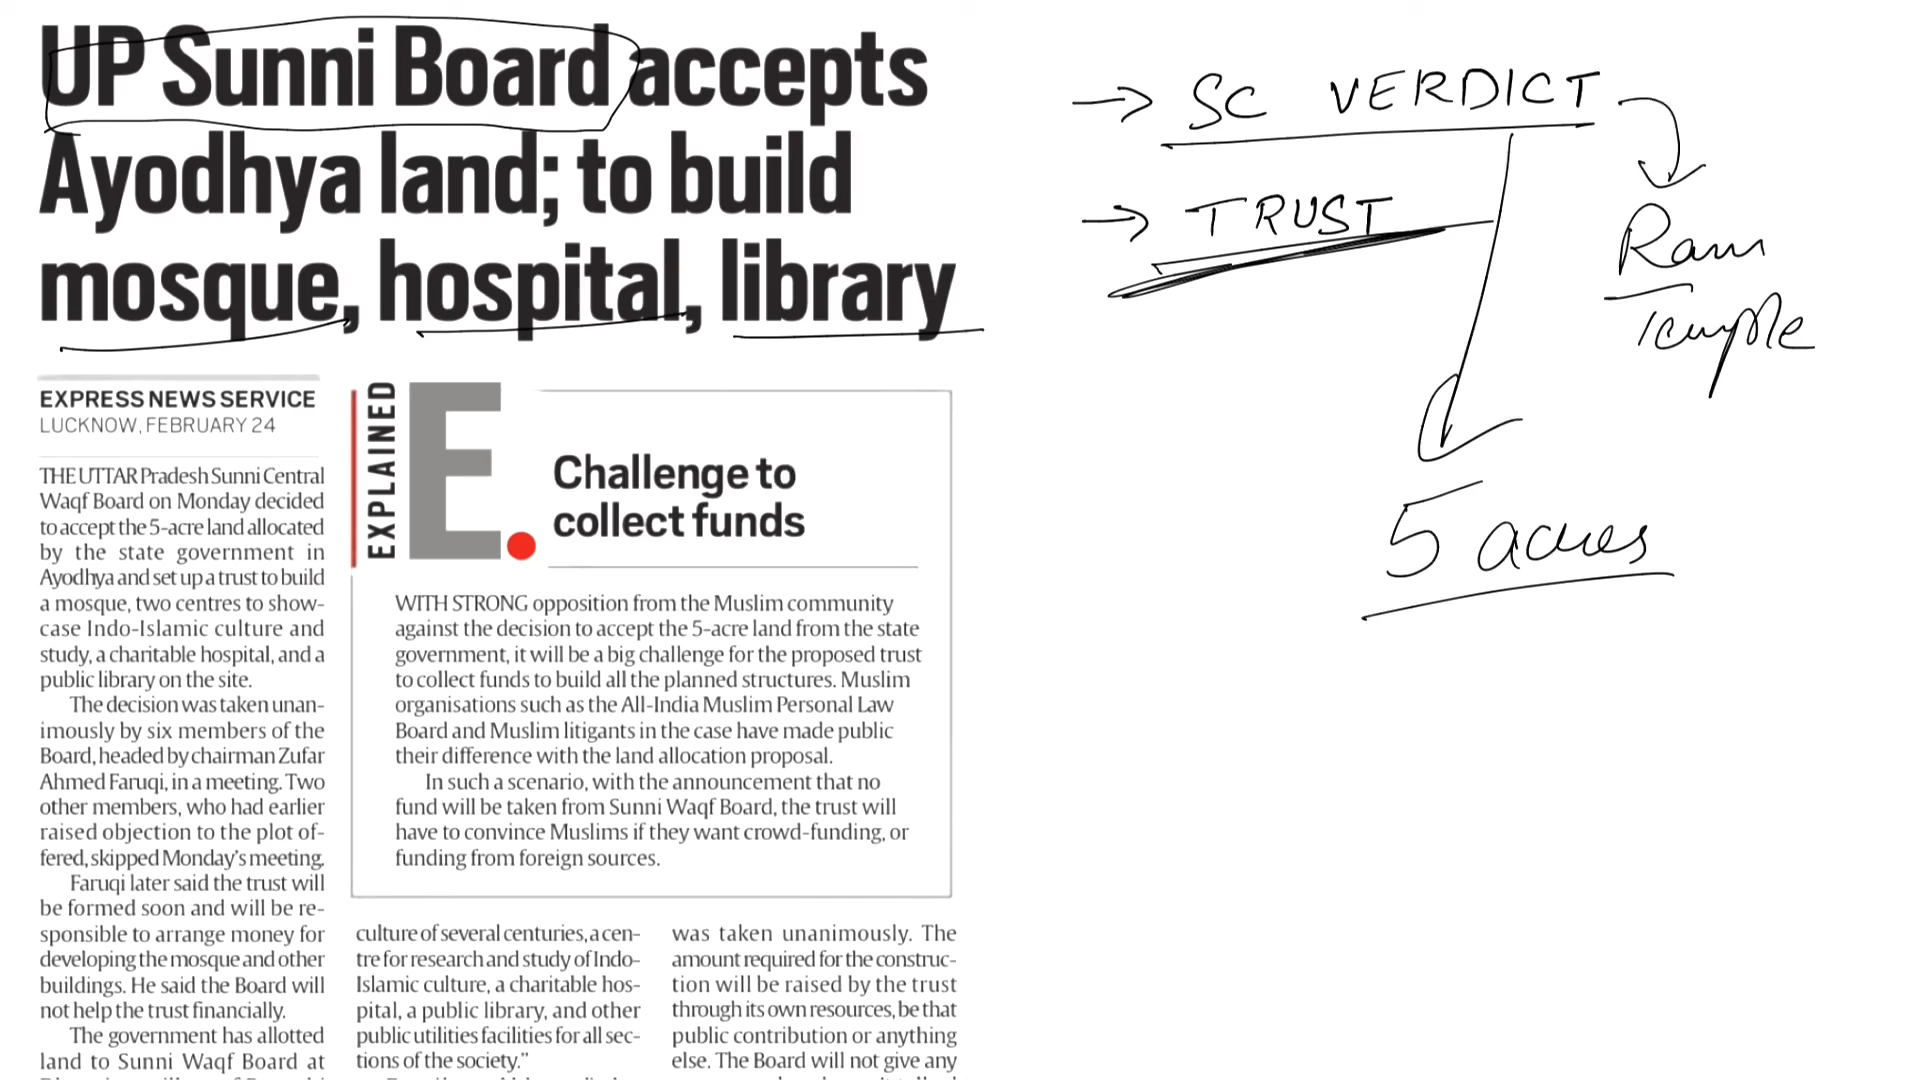 UP Sunni Board accepts
Ayodhya land; to build
mosque, hospital, library
EXPRESS NEWS SERVICE
LUCKNOW, FEBRUARY 24
THE UTTAR Pradesh Sunni Central
Waqf Board on Monday decided
to accept the 5-acre land allocated
by the state government in
Ayodhya and set up a trust to build
a mosque, two centres to show-
case Indo-Islamic culture and
study, a charitable hospital, and a
public library on the site.
The decision was taken unan-
imously by six members of the
Board, headed by chairman Zufar
Ahmed Faruqi, in a meeting. Two
other members, who had earlier
raised objection to the plot of-
fered, skipped Monday's meeting.
Faruqi later said the trust will
be formed soon and will be re-
sponsible to arrange money for
developing the mosque and other
buildings. He said the Board will
not help the trust financially.
The government has allotted
land to Sunni Waqf Board at
EXPLAINED
E.
Challenge to
collect funds
WITH STRONG opposition from the Muslim community
against the decision to accept the 5-acre land from the state
government, it will be a big challenge for the proposed trust
to collect funds to build all the planned structures. Muslim
organisations such as the All-India Muslim Personal Law
Board and Muslim litigants in the case have made public
their difference with the land allocation proposal.
In such a scenario, with the announcement that no
fund will be taken from Sunni Waqf Board, the trust will
have to convince Muslims if they want crowd-funding, or
funding from foreign sources.
culture of several centuries, a cen-
tre for research and study of Indo-
Islamic culture, a charitable hos-
pital, a public library, and other
public utilities facilities for all sec-
tions of the society."
was taken unanimously. The
amount required for the construc-
tion will be raised by the trust
through its own resources, be that
public contribution or anything
else. The Board will not give any
→ SC VERDICT
→ TRUST
Ram
Temple
5 acres